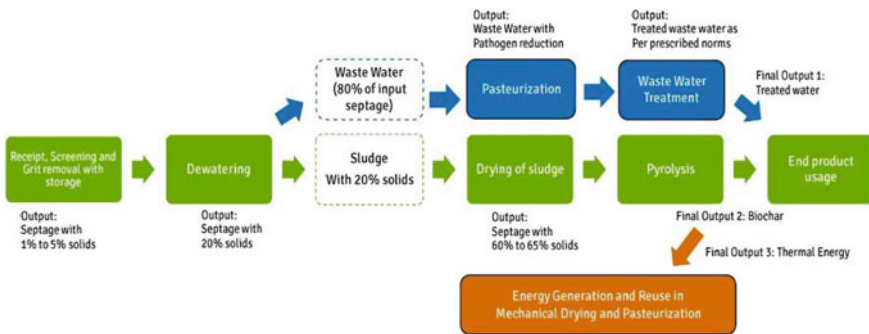 Output:
Waste Water with
Pathogen reduction
Output:
Treated waste water as
Per prescribed norms
Waste Water
(80% of input
septage)
Pasteurization
Waste Water
Treatment
Final Output 1:
Treated water
Receipt, Screening and
Grit removal with
storage
Dewatering
Sludge
With 20% solids
Drying of sludge
Pyrolysis
End product
usage
Output:
Septage with
1% to 5% solids
Output:
Septage with
20% solids
Output:
Septage with
60% to 65% solids
Final Output 2: Biochar
Final Output 3: Thermal Energy
Energy Generation and Reuse in
Mechanical Drying and Pasteurization